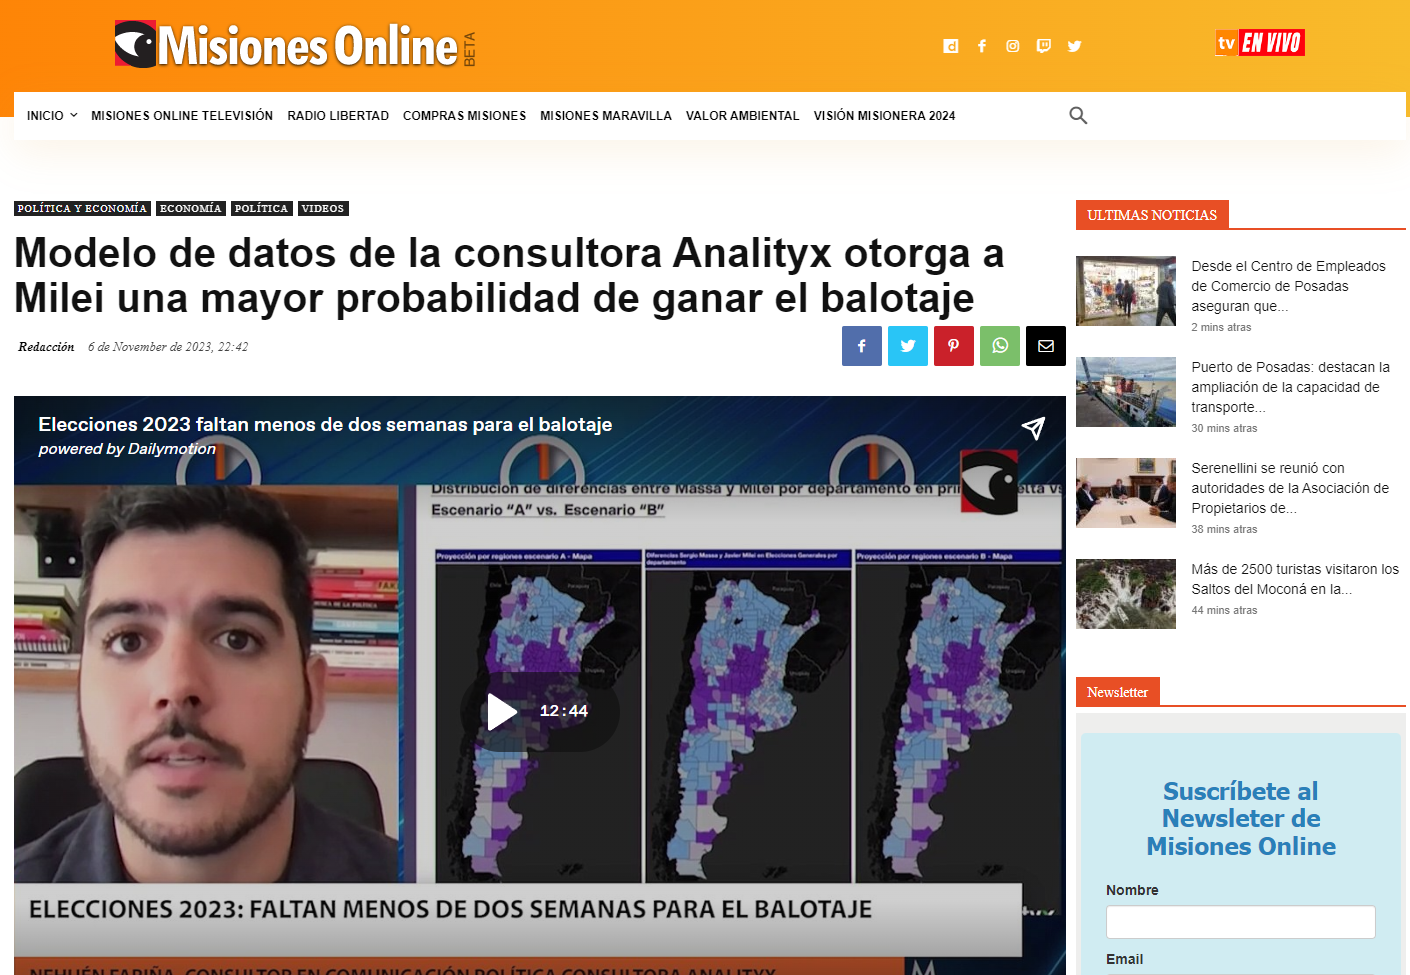 Misiones Online BETA
tv EN VIVO
INICIO MISIONES ONLINE TELEVISIÓN RADIO LIBERTAD COMPRAS MISIONES MISIONES MARAVILLA VALOR AMBIENTAL VISIÓN MISIONERA 2024
POLÍTICA Y ECONOMÍA ECONOMÍA POLÍTICA VIDEOS
Modelo de datos de la consultora Analityx otorga a
Milei una mayor probabilidad de ganar el balotaje
Redacción 6 de November de 2023, 22:42
Elecciones 2023 faltan menos de dos semanas para el balotaje
powered by Dailymotion
Distribución de diferencias entre Massa y Milei por departamento en
Escenario “A” vs. Escenario “B”
Proyección por regiones escenario A - Mapa
Diferencias Sergio Massa y Javier Milei en Elecciones Generales por
departamento
Proyección por regiones escenario B - Mapa
12:44
ELECCIONES 2023: FALTAN MENOS DE DOS SEMANAS PARA EL BALOTAJE
NEHUÉN FARIÑA, CONSULTOR EN COMUNICACIÓN POLÍTICA CONSULTORA ANALITYX
ULTIMAS NOTICIAS
Desde el Centro de Empleados
de Comercio de Posadas
aseguran que...
2 mins atras
Puerto de Posadas: destacan la
ampliación de la capacidad de
transporte...
30 mins atras
Serenellini se reunió con
autoridades de la Asociación de
Propietarios de...
38 mins atras
Más de 2500 turistas visitaron los
Saltos del Moconá en la...
44 mins atras
Newsletter
Suscríbete al
Newsleter de
Misiones Online
Nombre
Email